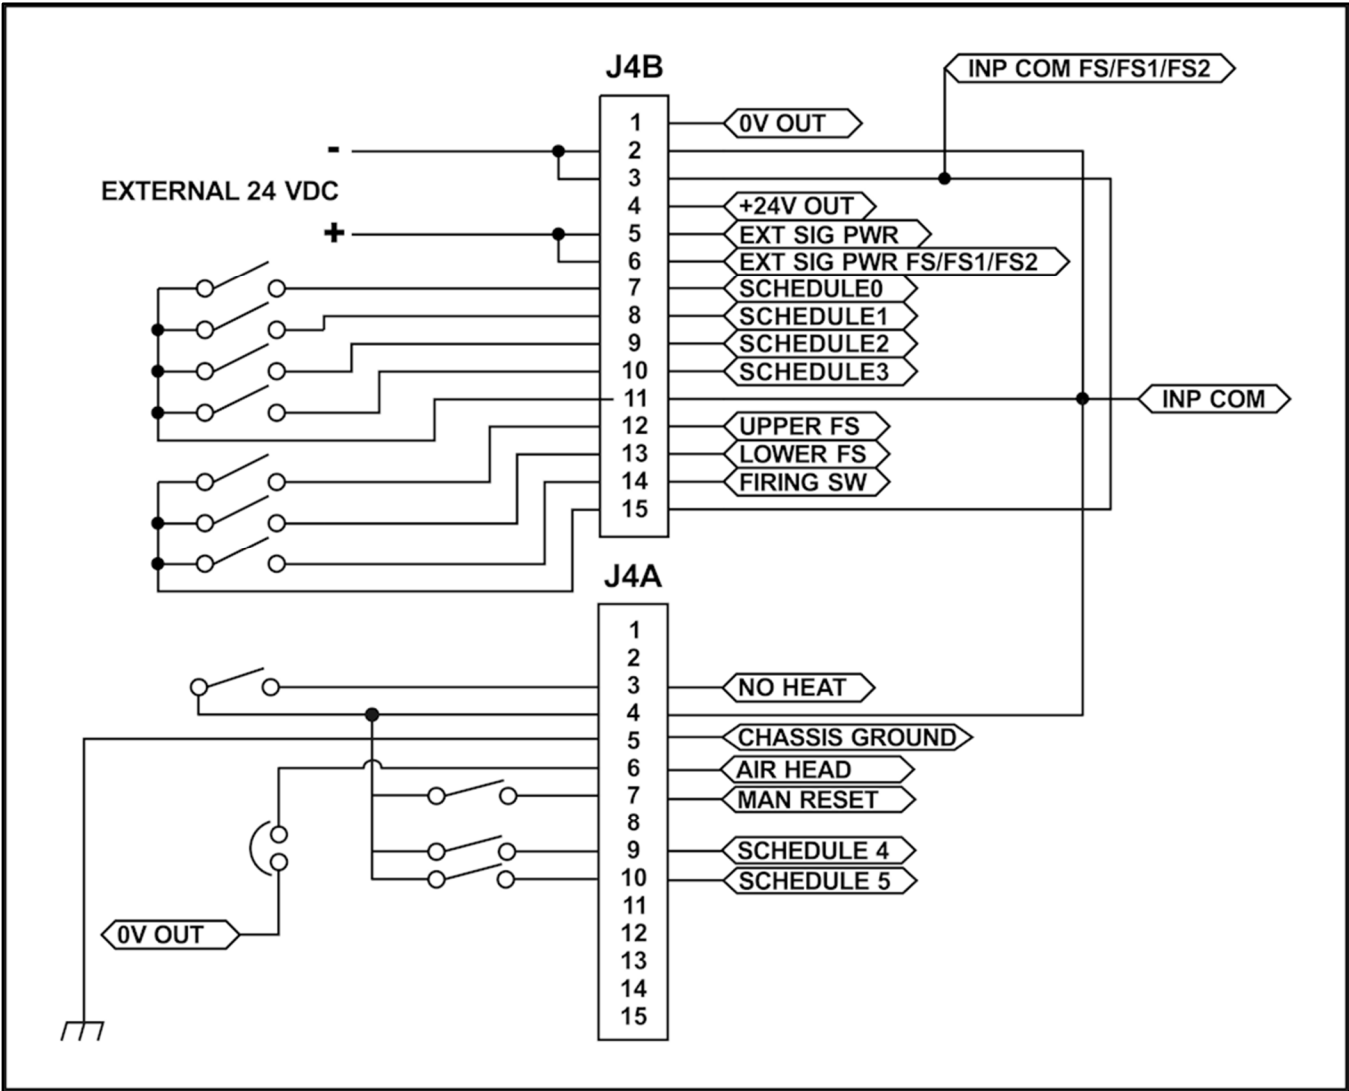 J4B
INP COM FS/FS1/FS2
1 0V OUT
- 2
3
EXTERNAL 24 VDC
4 +24V OUT
+ 5 EXT SIG PWR
6 EXT SIG PWR FS/FS1/FS2
7 SCHEDULE0
8 SCHEDULE1
9 SCHEDULE2
10 SCHEDULE3
11 INP COM
12 UPPER FS
13 LOWER FS
14 FIRING SW
15
J4A
1
2
3 NO HEAT
4
5 CHASSIS GROUND
6 AIR HEAD
7 MAN RESET
8
9 SCHEDULE 4
10 SCHEDULE 5
11
0V OUT 12
13
14
15